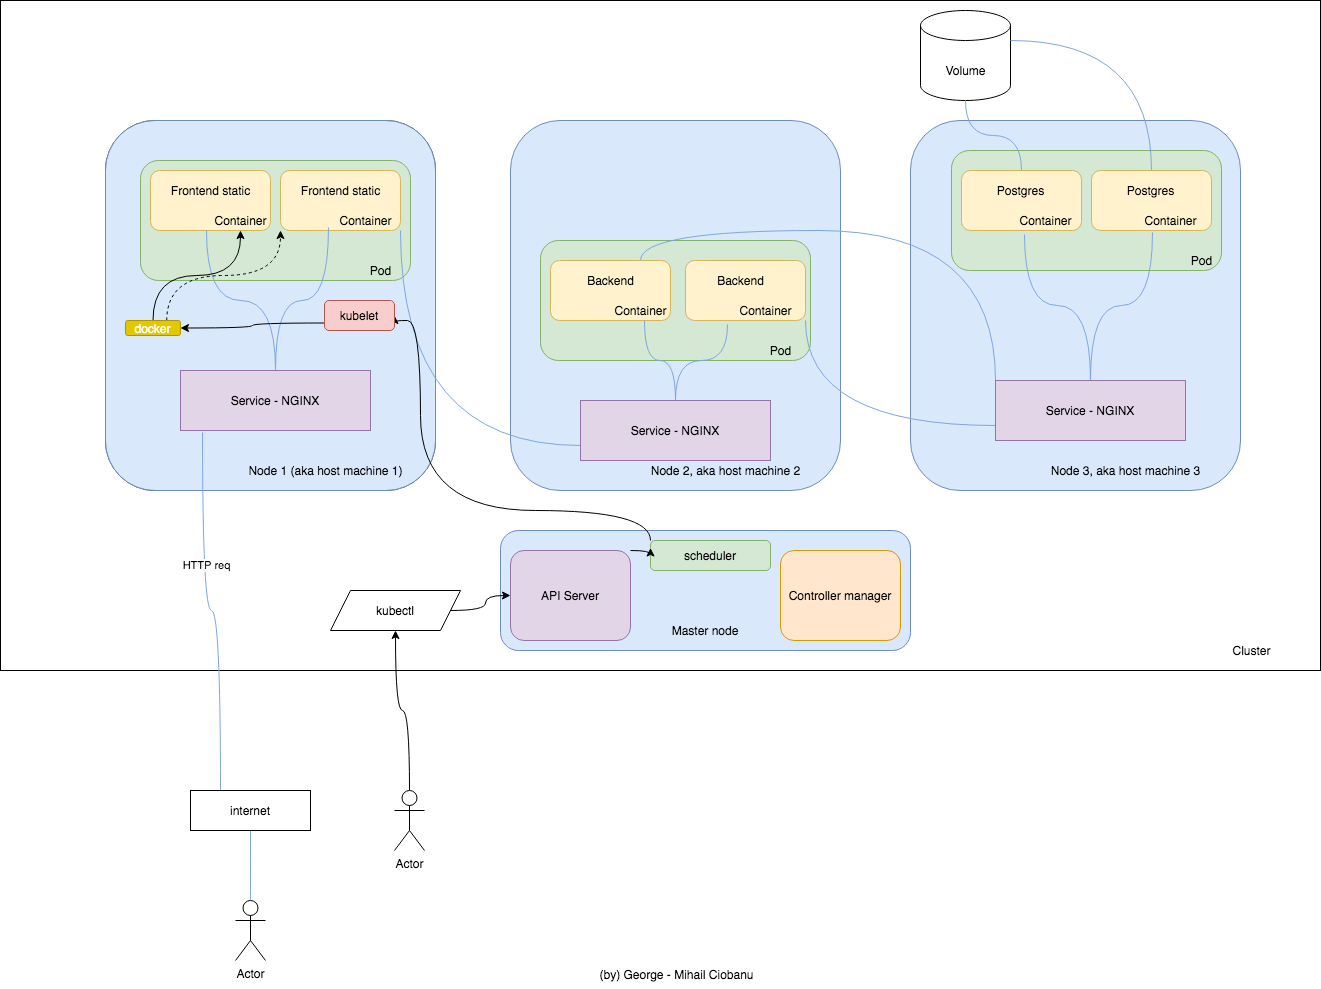 Volume
Frontend static
Container
Frontend static
Container
Pod
docker
kubelet
Service - NGINX
Node 1 (aka host machine 1)
Backend
Container
Backend
Container
Pod
Service - NGINX
Node 2, aka host machine 2
Postgres
Container
Postgres
Container
Pod
Service - NGINX
Node 3, aka host machine 3
HTTP req
kubectl
API Server
scheduler
Controller manager
Master node
Cluster
internet
Actor
Actor
(by) George - Mihail Ciobanu